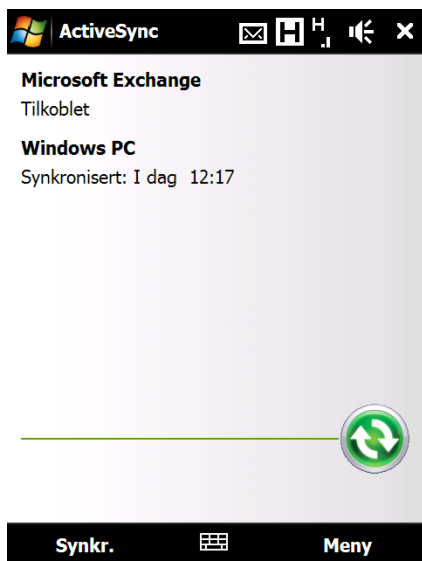 ActiveSync H H
Microsoft Exchange
Tilkoblet
Windows PC
Synkronisert: I dag 12:17
Synkr. Meny